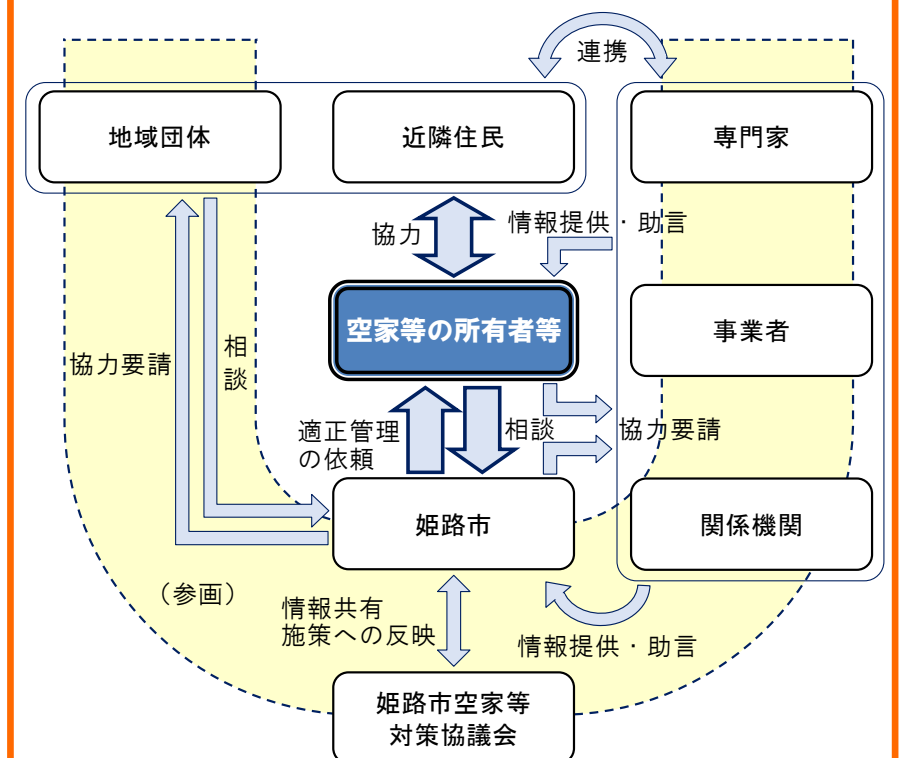 連携
地域団体
近隣住民
専門家
協力
情報提供・助言
空家等の所有者等
事業者
協力要請
相
談
適正管理
の依頼
相談
協力要請
姫路市
関係機関
（参画）
情報共有
施策への反映
情報提供・助言
姫路市空家等
対策協議会